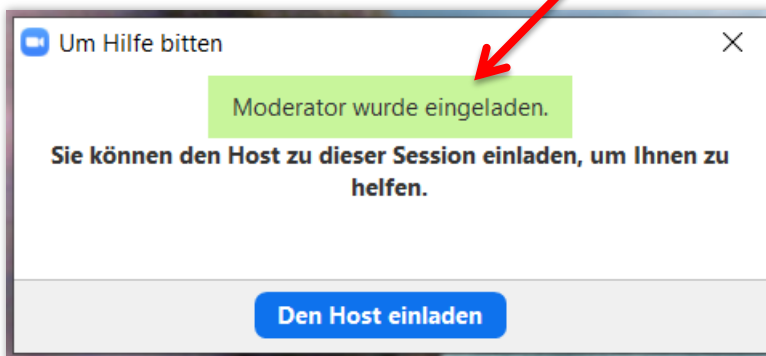 Um Hilfe bitten
Moderator wurde eingeladen.
Sie können den Host zu dieser Session einladen, um Ihnen zu
helfen.
Den Host einladen